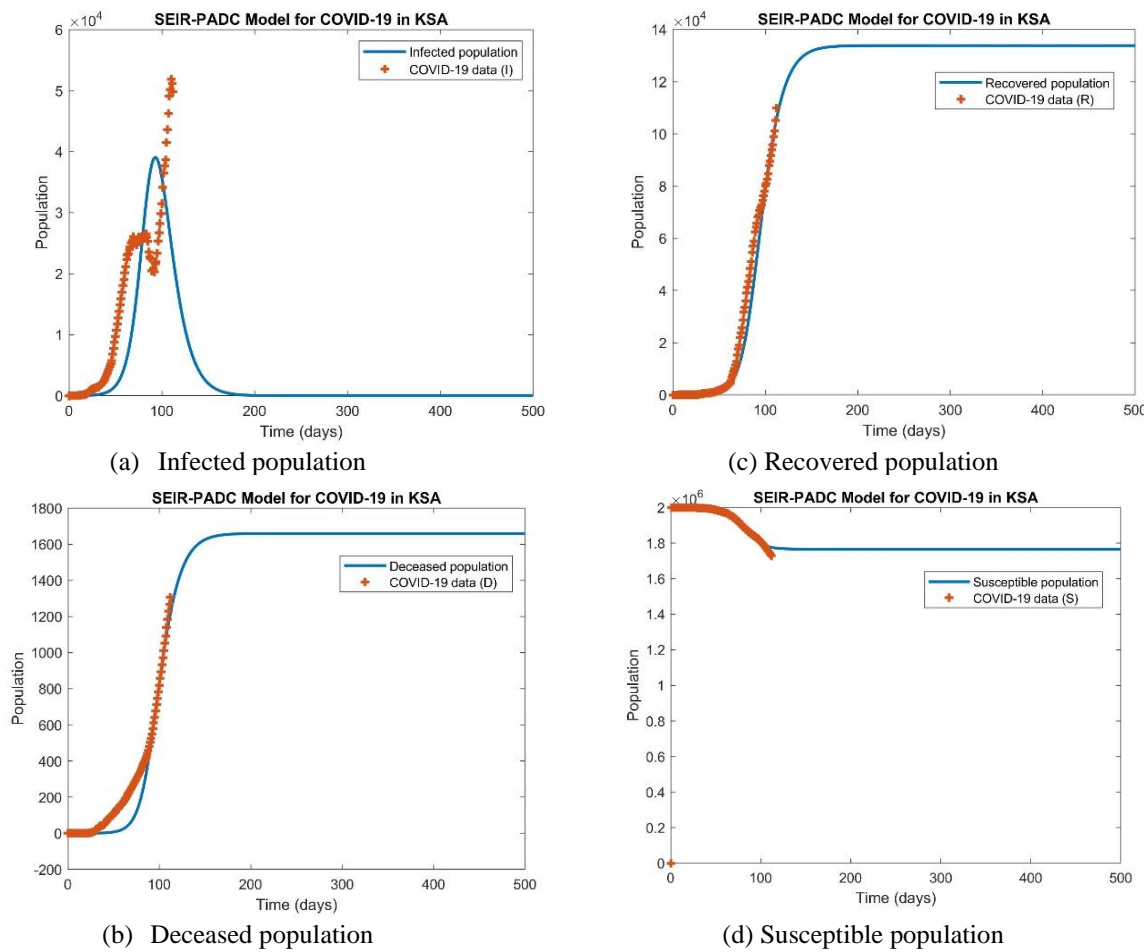 SEIR-PADC Model for COVID-19 in KSA
×10⁴
6
5
4
3
2
1
0
Population
Infected population
COVID-19 data (I)
0 100 200 300 400 500
Time (days)
(a) Infected population
SEIR-PADC Model for COVID-19 in KSA
×10⁴
14
12
10
8
6
4
2
0
Population
Recovered population
COVID-19 data (R)
0 100 200 300 400 500
Time (days)
(c) Recovered population
SEIR-PADC Model for COVID-19 in KSA
1800
1600
1400
1200
1000
800
600
400
200
0
-200
Population
Deceased population
COVID-19 data (D)
0 100 200 300 400 500
Time (days)
(b) Deceased population
SEIR-PADC Model for COVID-19 in KSA
×10⁶
2
1.8
1.6
1.4
1.2
1
0.8
0.6
0.4
0.2
0
Population
Susceptible population
COVID-19 data (S)
0 100 200 300 400 500
Time (days)
(d) Susceptible population